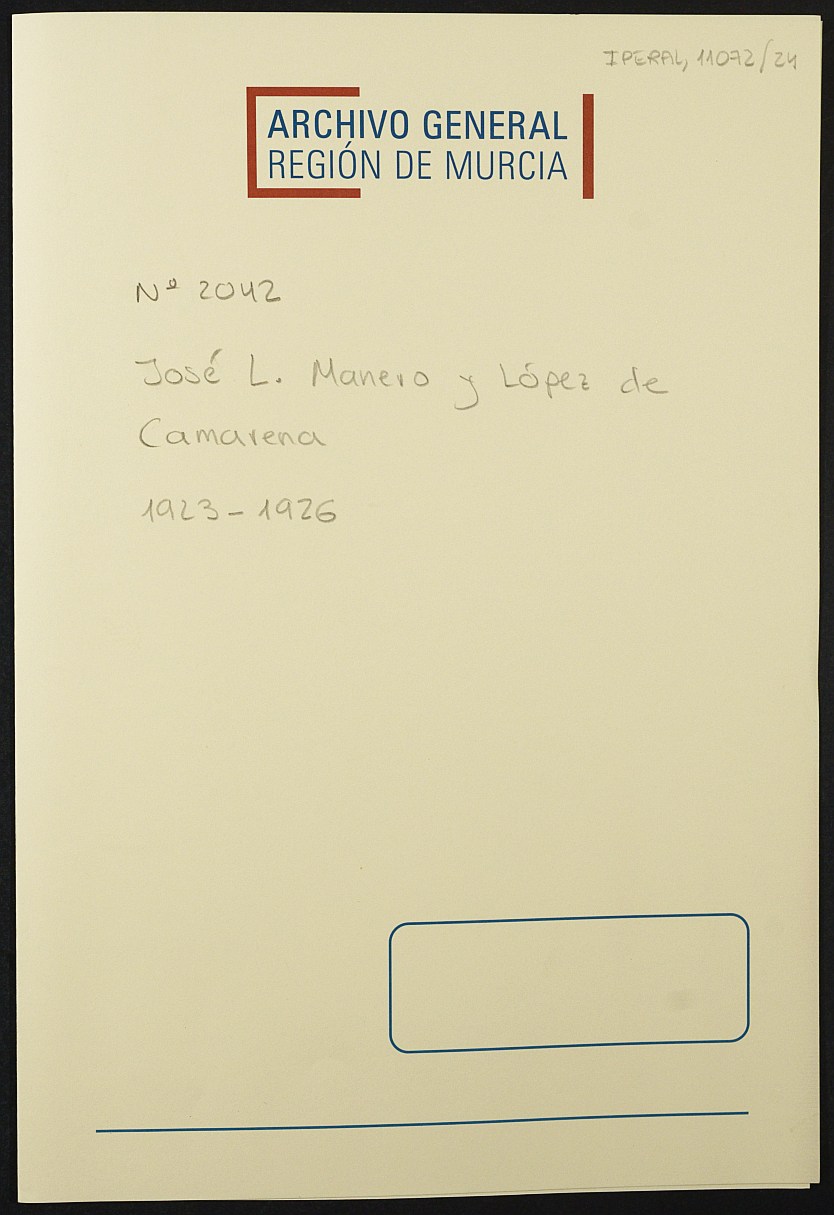 IPERAL, 11072/24
ARCHIVO GENERAL
REGIÓN DE MURCIA
Nº 2042
José L. Manero y López de
Camarena
1923-1926